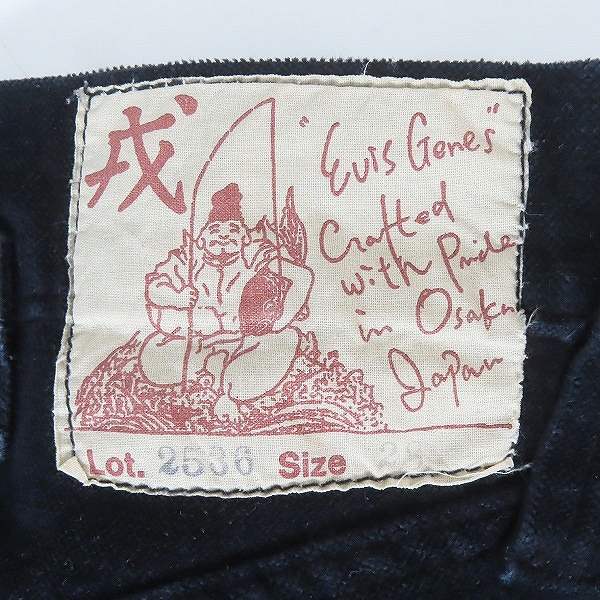 戎
"Evis Genes"
Crafted
with Pride
in Osaka
Japan
Lot. 2536 Size